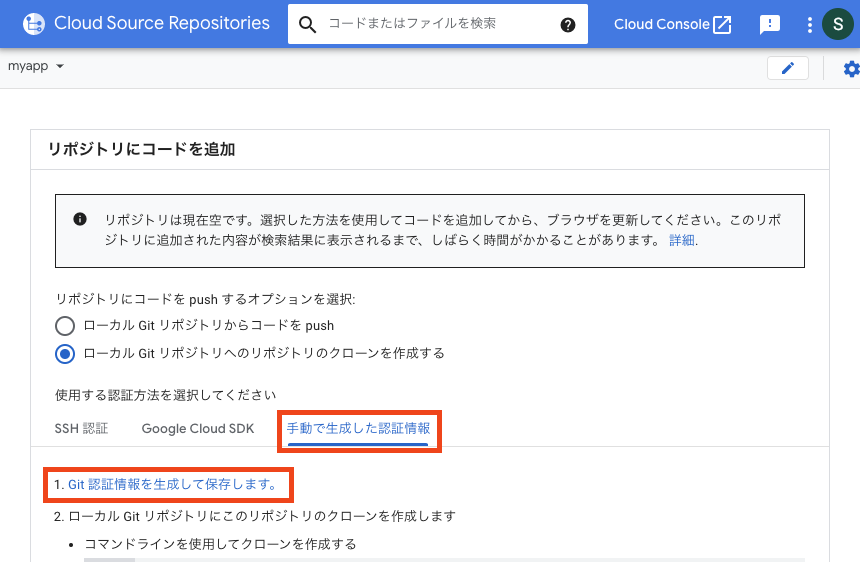 Cloud Source Repositories
コードまたはファイルを検索
Cloud Console
S
myapp
リポジトリにコードを追加
リポジトリは現在空です。選択した方法を使用してコードを追加してから、ブラウザを更新してください。このリポ
ジトリに追加された内容が検索結果に表示されるまで、しばらく時間がかかることがあります。 詳細.
リポジトリにコードを push するオプションを選択:
ローカル Git リポジトリからコードを push
ローカル Git リポジトリへのリポジトリのクローンを作成する
使用する認証方法を選択してください
SSH 認証 Google Cloud SDK 手動で生成した認証情報
1. Git 認証情報を生成して保存します。
2. ローカル Git リポジトリにこのリポジトリのクローンを作成します
• コマンドラインを使用してクローンを作成する